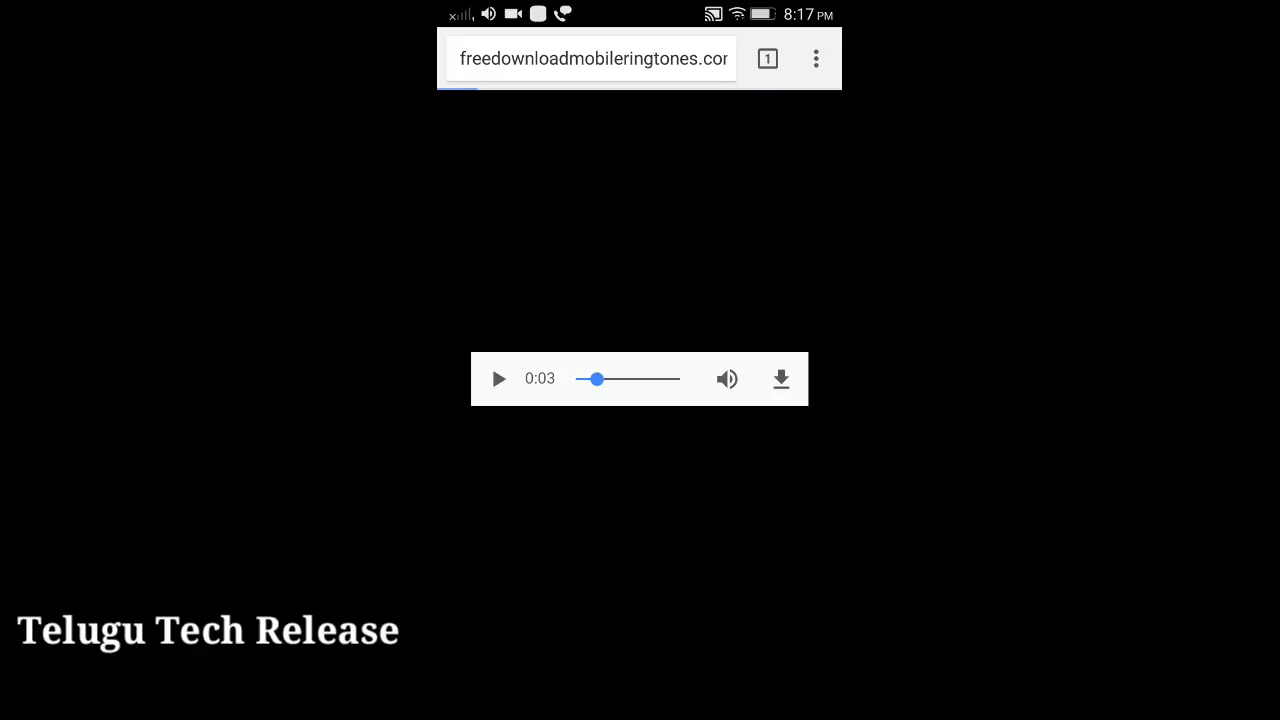 8:17 PM
freedownloadmobileringtones.cor
1
0:03
Telugu Tech Release